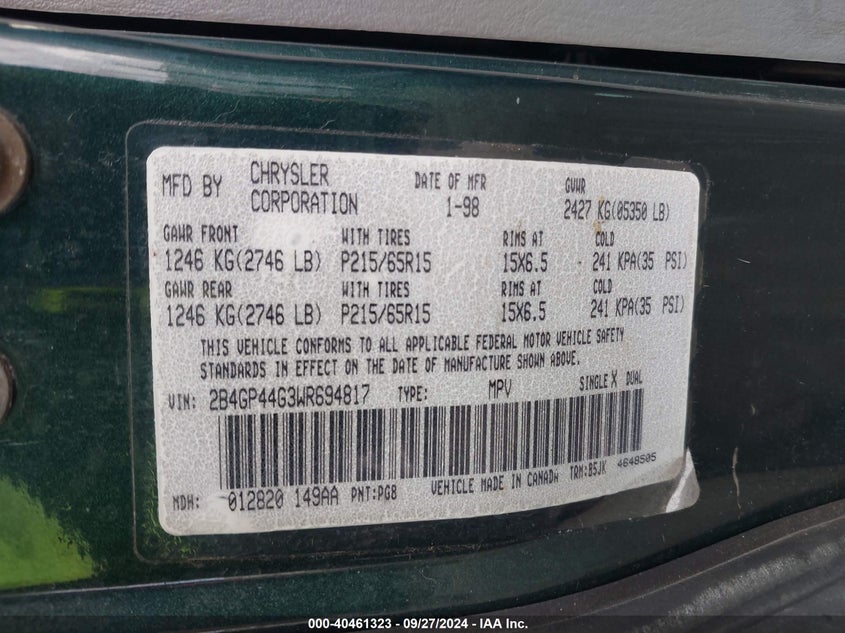 MFD BY CHRYSLER CORPORATION DATE OF MFR 1-98 GVWR 2427 KG(05350 LB)
GAWR FRONT WITH TIRES RIMS AT COLD
1246 KG(2746 LB) P215/65R15 15X6.5 - 241 KPA(35 PSI)
GAWR REAR WITH TIRES RIMS AT COLD
1246 KG(2746 LB) P215/65R15 15X6.5 241 KPA(35 PSI)
THIS VEHICLE CONFORMS TO ALL APPLICABLE FEDERAL MOTOR VEHICLE SAFETY
STANDARDS IN EFFECT ON THE DATE OF MANUFACTURE SHOWN ABOVE.
VIN: 2B4GP44G3WR694817 TYPE: MPV SINGLE X DUAL
MDH: 012820 149AA PNT:PG8 VEHICLE MADE IN CANADA TRM:B5JK 4648505
000-40461323 - 09/27/2024 - IAA Inc.